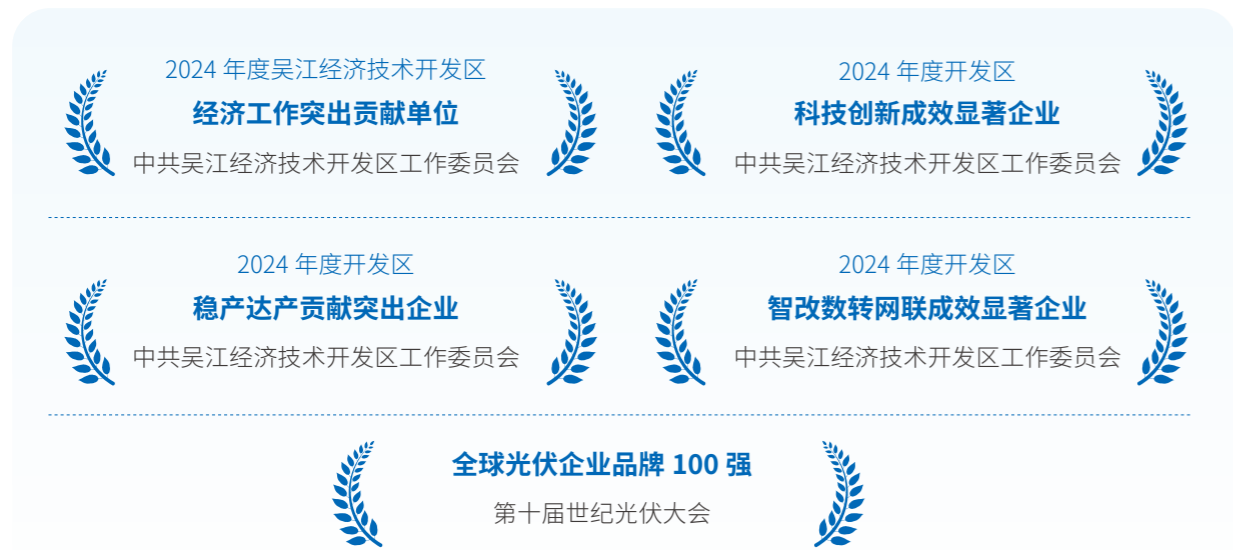 2024 年度吴江经济技术开发区
经济工作突出贡献单位
中共吴江经济技术开发区工作委员会
2024 年度开发区
科技创新成效显著企业
中共吴江经济技术开发区工作委员会
2024 年度开发区
稳产达产贡献突出企业
中共吴江经济技术开发区工作委员会
2024 年度开发区
智改数转网联成效显著企业
中共吴江经济技术开发区工作委员会
全球光伏企业品牌 100 强
第十届世纪光伏大会